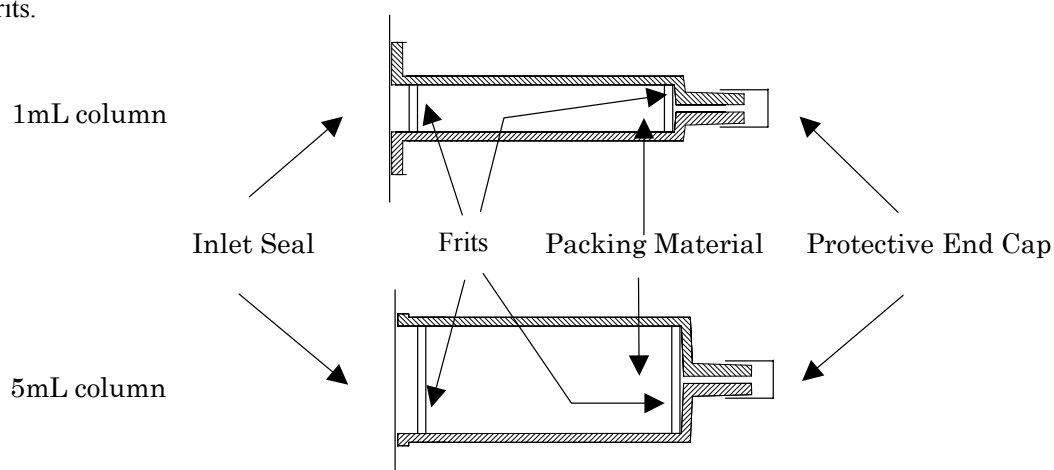 rits.
1mL column
Inlet Seal
Frits
Packing Material
Protective End Cap
5mL column